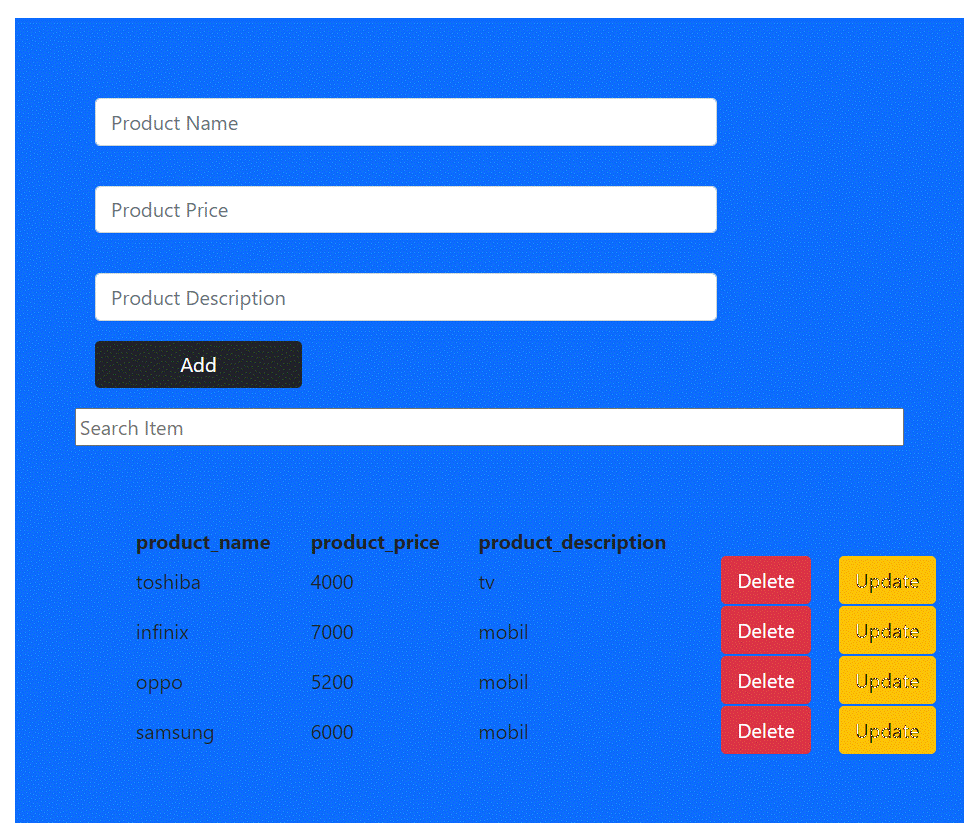 Product Name
Product Price
Product Description
Add
Search Item
product_name product_price product_description
toshiba 4000 tv Delete Update
infinix 7000 mobil Delete Update
oppo 5200 mobil Delete Update
samsung 6000 mobil Delete Update